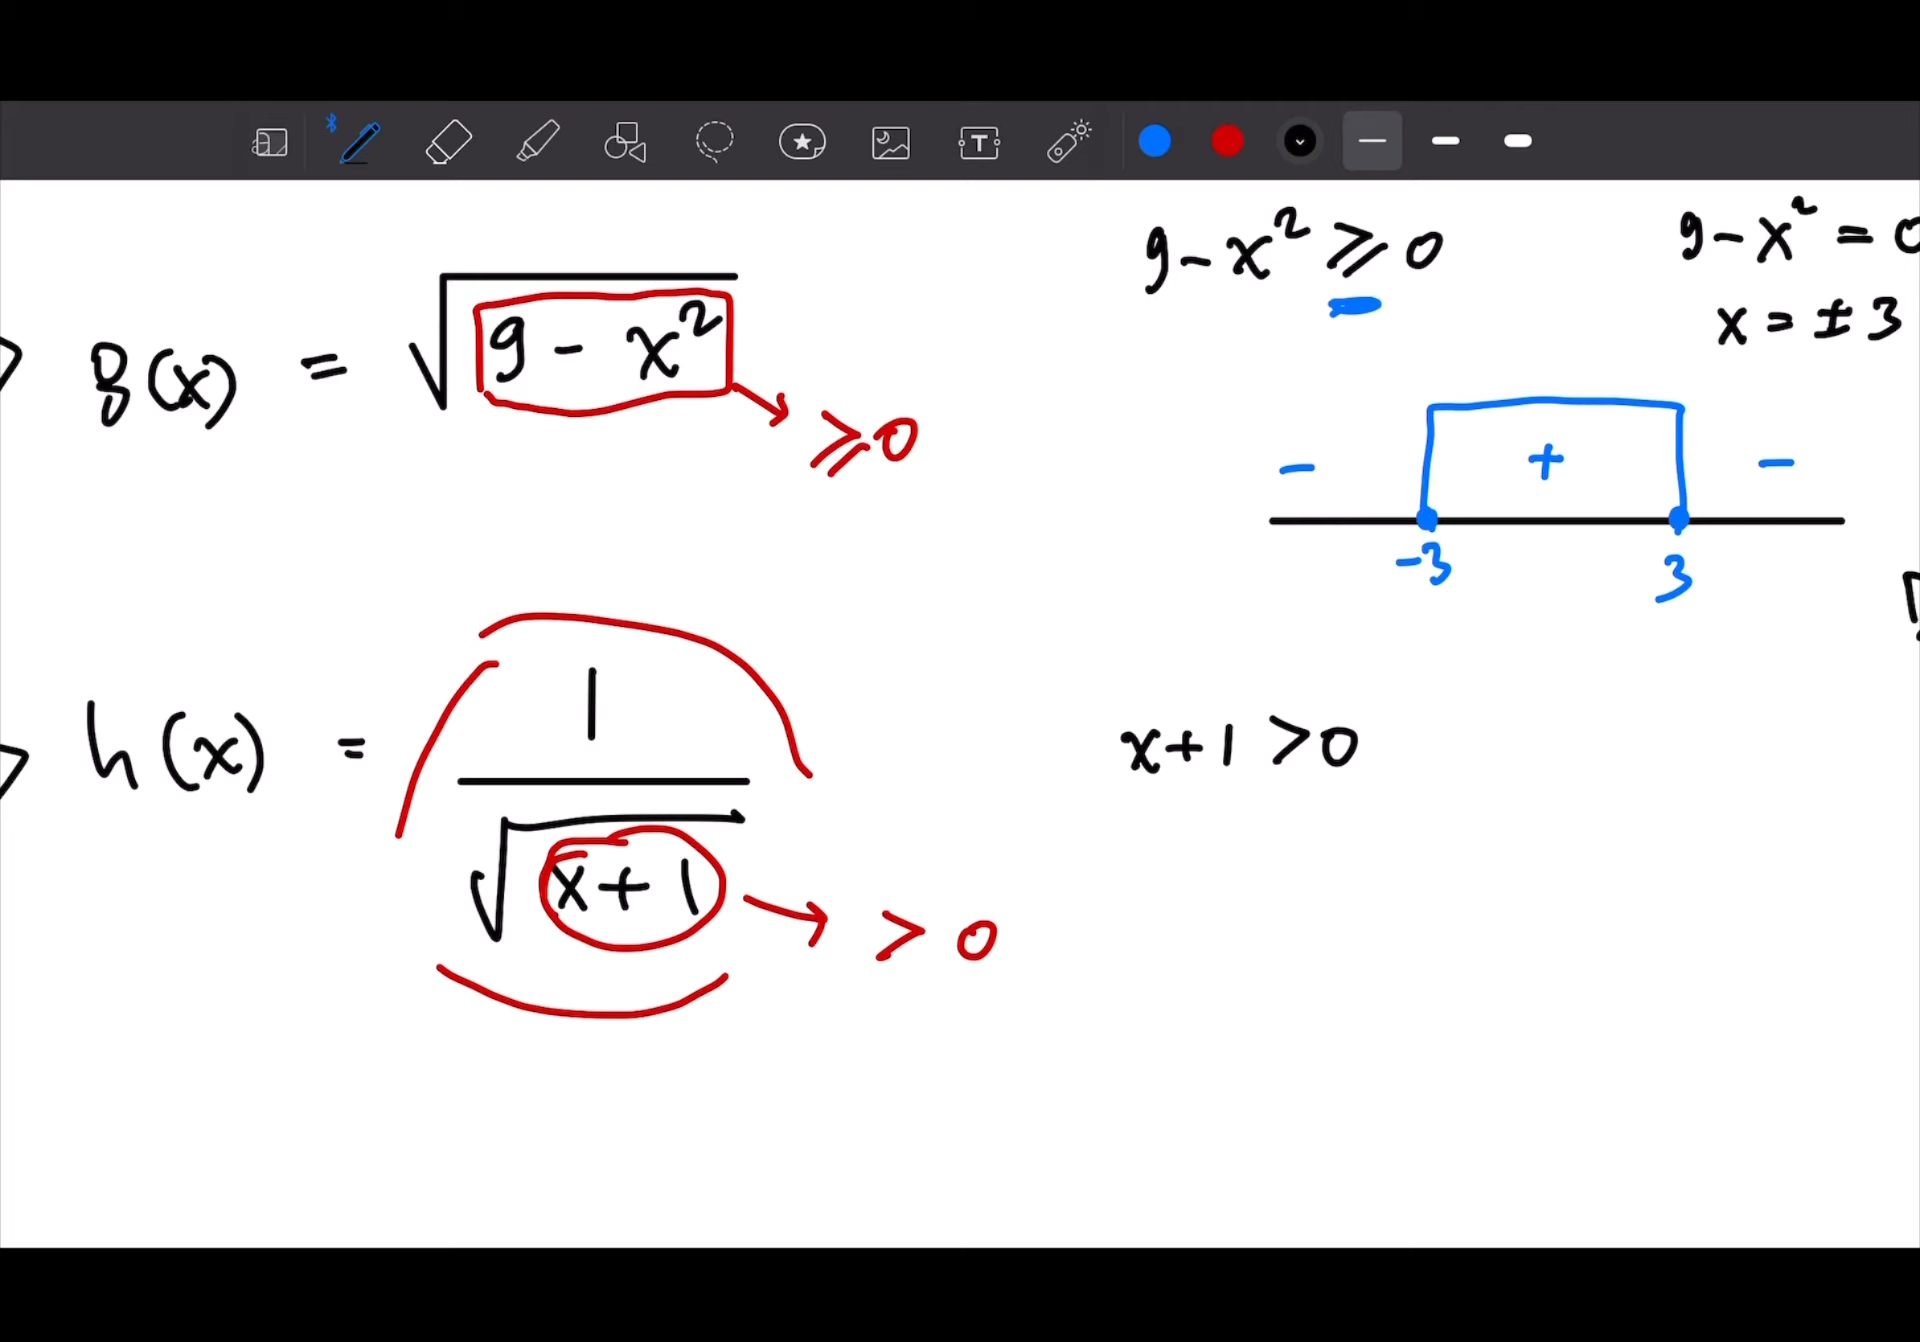 g(x) = √(9 - x²)
≥ 0
9 - x² ≥ 0
9 - x² = 0
x = ± 3
- + -
-3 3
h(x) = 1/√(x + 1)
> 0
x + 1 > 0